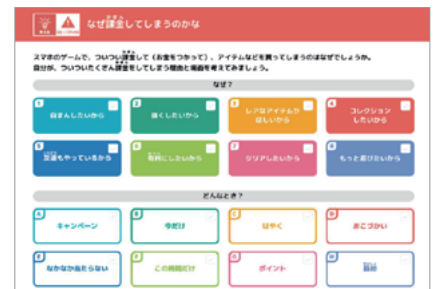 なぜ課金してしまうのかな
スマホのゲームで、ついつい課金して(お金をつかって)、アイテムなどを買ってしまうのはなぜでしょうか。
自分が、ついついたくさん課金をしてしまう理由と場面を考えてみましょう。
なぜ?
1 自まんしたいから
2 強くしたいから
3 レアなアイテムがほしいから
4 コレクションしたいから
5 友達もやっているから
6 有利にしたいから
7 クリアしたいから
8 もっと遊びたいから
どんなとき?
A キャンペーン
B 今だけ
C はやく
D おこづかい
E なかなか当たらない
F この時間だけ
G ポイント
H